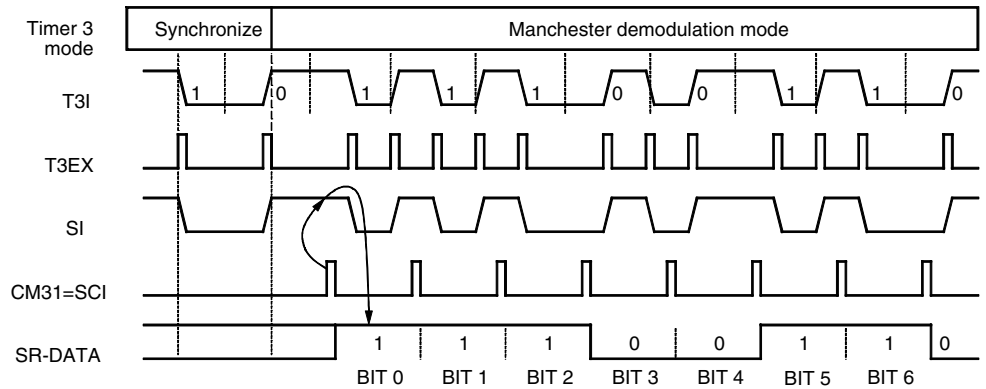 Timer 3 mode
Synchronize
Manchester demodulation mode
T3I
1 0 1 1 1 0 0 1 1 0
T3EX
SI
CM31=SCI
SR-DATA
1 1 1 0 0 1 1 0
BIT 0 BIT 1 BIT 2 BIT 3 BIT 4 BIT 5 BIT 6